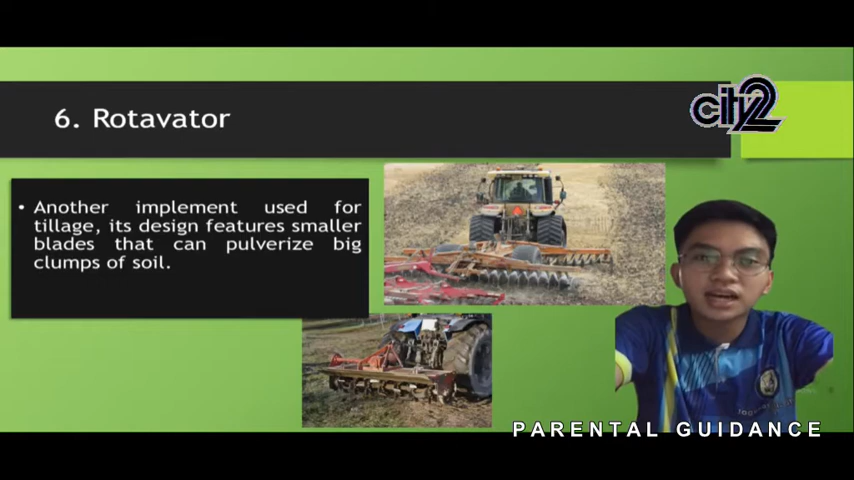 6. Rotavator
city2
• Another implement used for
tillage, its design features smaller
blades that can pulverize big
clumps of soil.
PARENTAL GUIDANCE